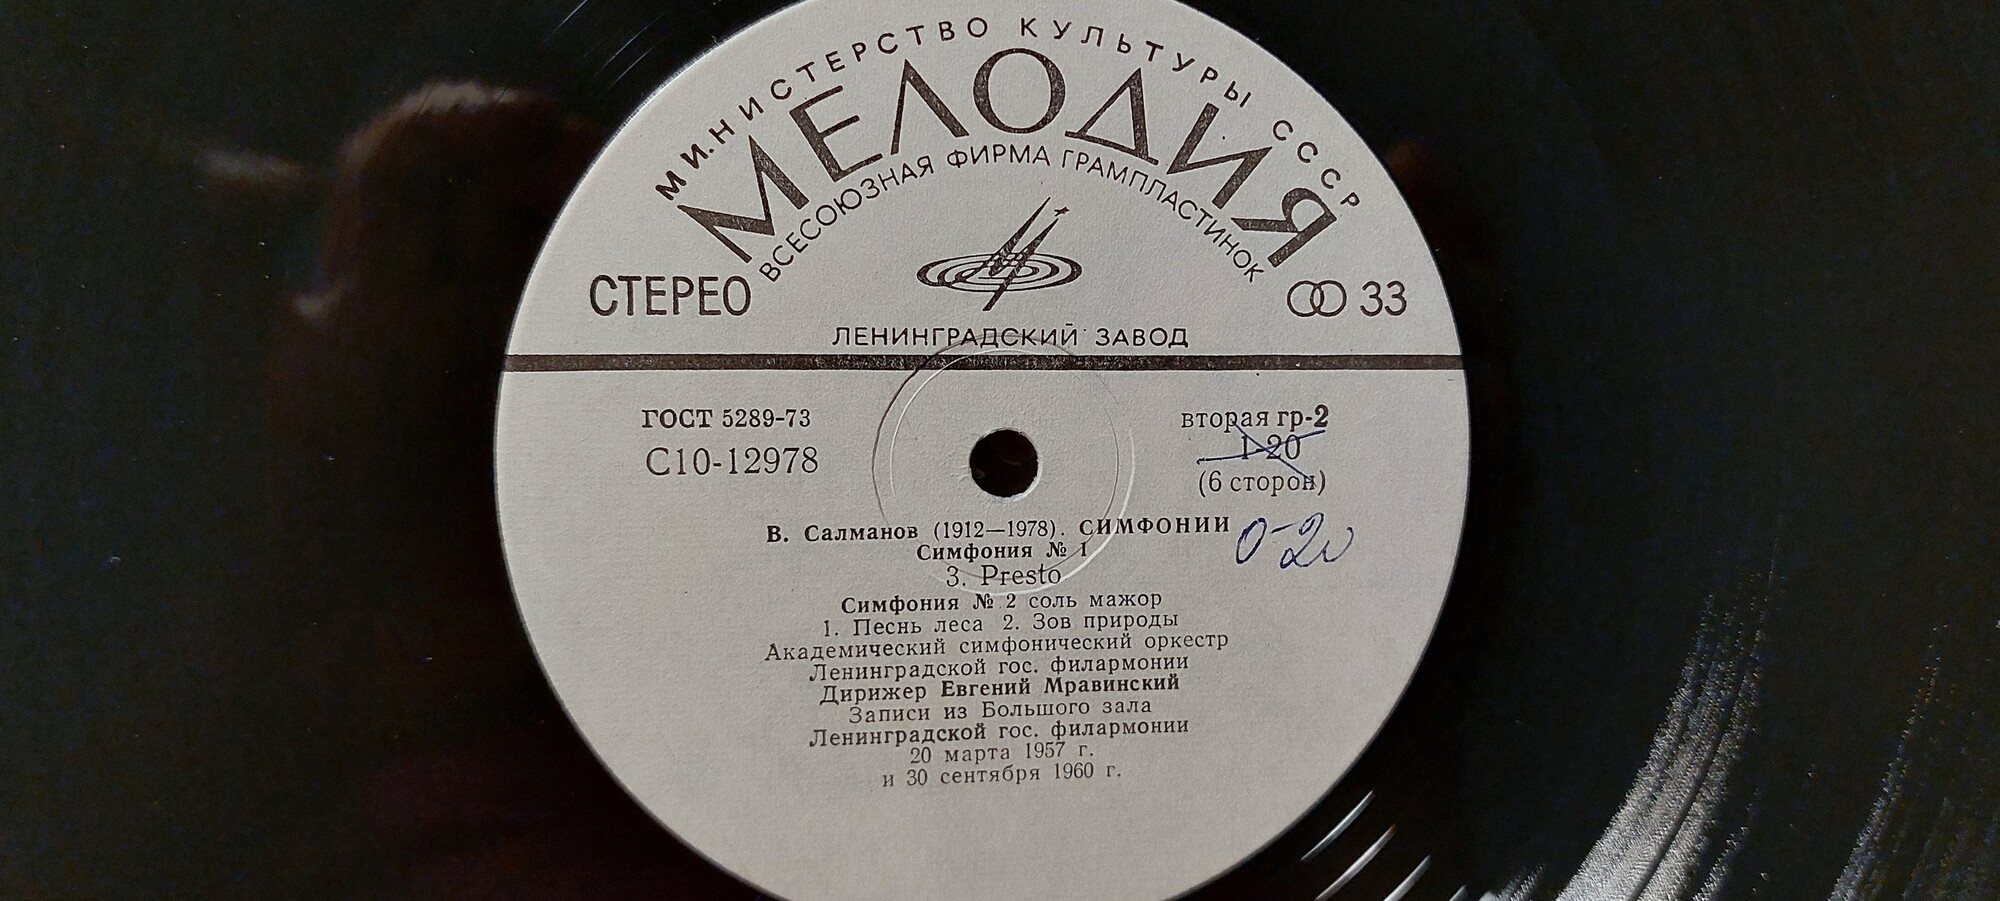 МИНИСТЕРСТВО КУЛЬТУРЫ СССР
МЕЛОДИЯ
ВСЕСОЮЗНАЯ ФИРМА ГРАМПЛАСТИНОК
СТЕРЕО
33
ЛЕНИНГРАДСКИЙ ЗАВОД
ГОСТ 5289-73
вторая гр-2
С10-12978
1-20
(6 сторон)
В. Салманов (1912—1978). СИМФОНИИ
0-20
Симфония № 1
3. Presto
Симфония № 2 соль мажор
1. Песнь леса 2. Зов природы
Академический симфонический оркестр
Ленинградской гос. филармонии
Дирижер Евгений Мравинский
Записи из Большого зала
Ленинградской гос. филармонии
20 марта 1957 г.
и 30 сентября 1960 г.